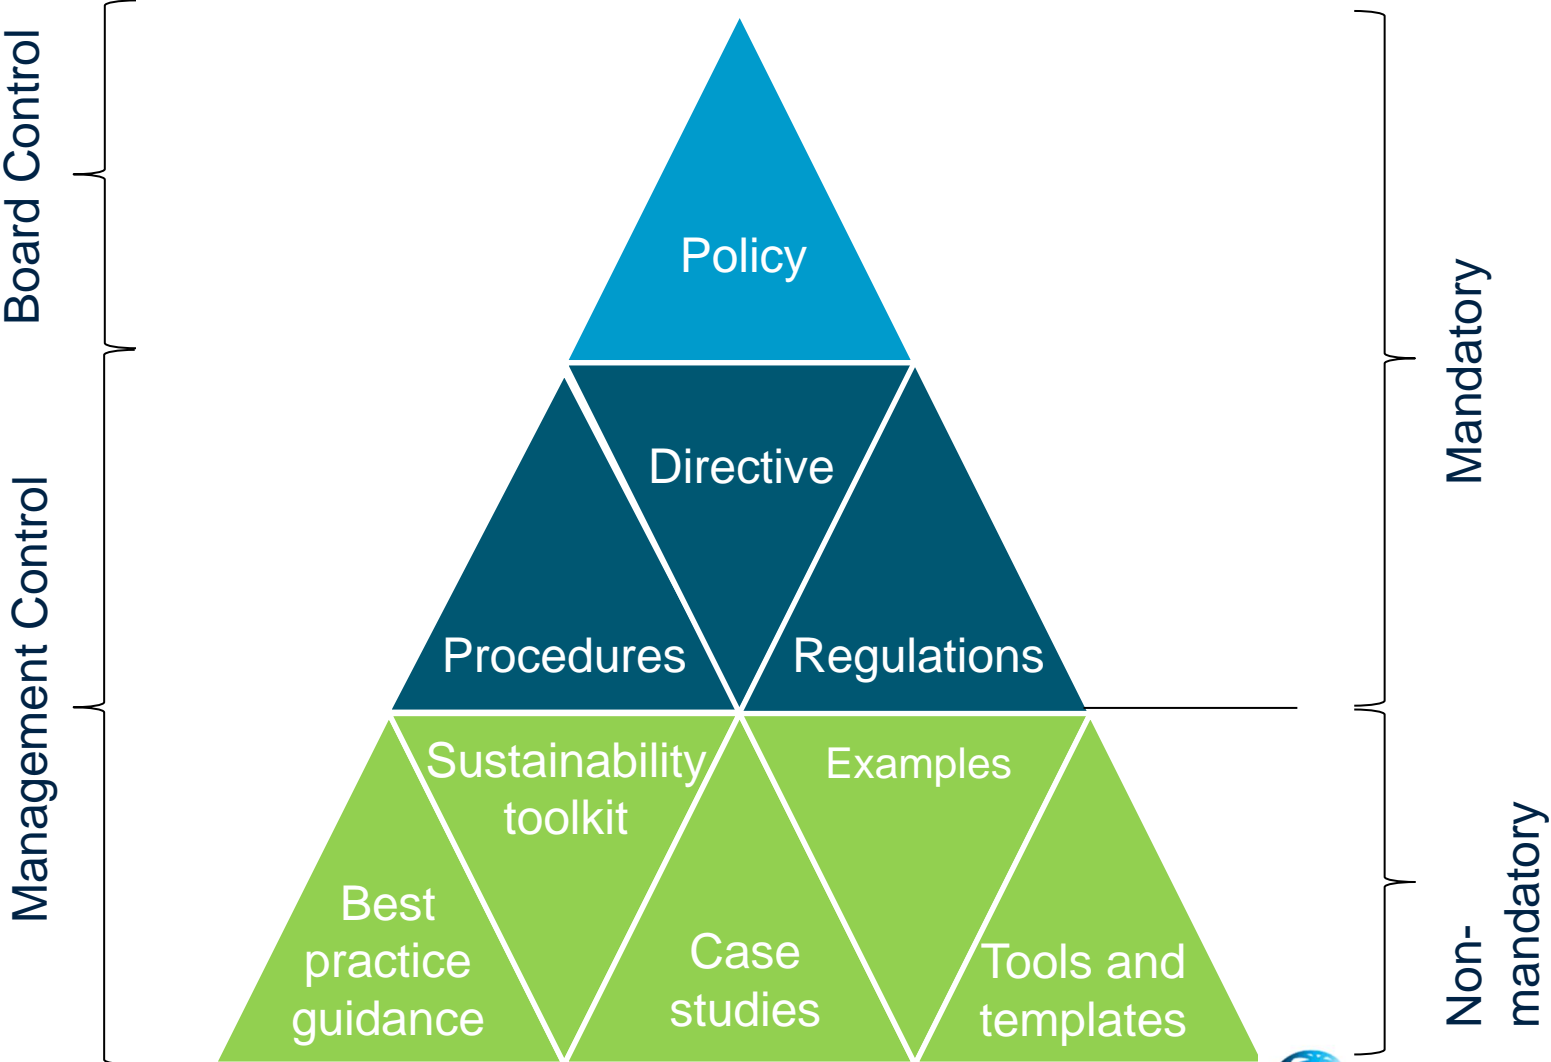 Board Control
Management Control
Policy
Directive
Procedures
Regulations
Sustainability
toolkit
Examples
Best
practice
guidance
Case
studies
Tools and
templates
Mandatory
Non-
mandatory